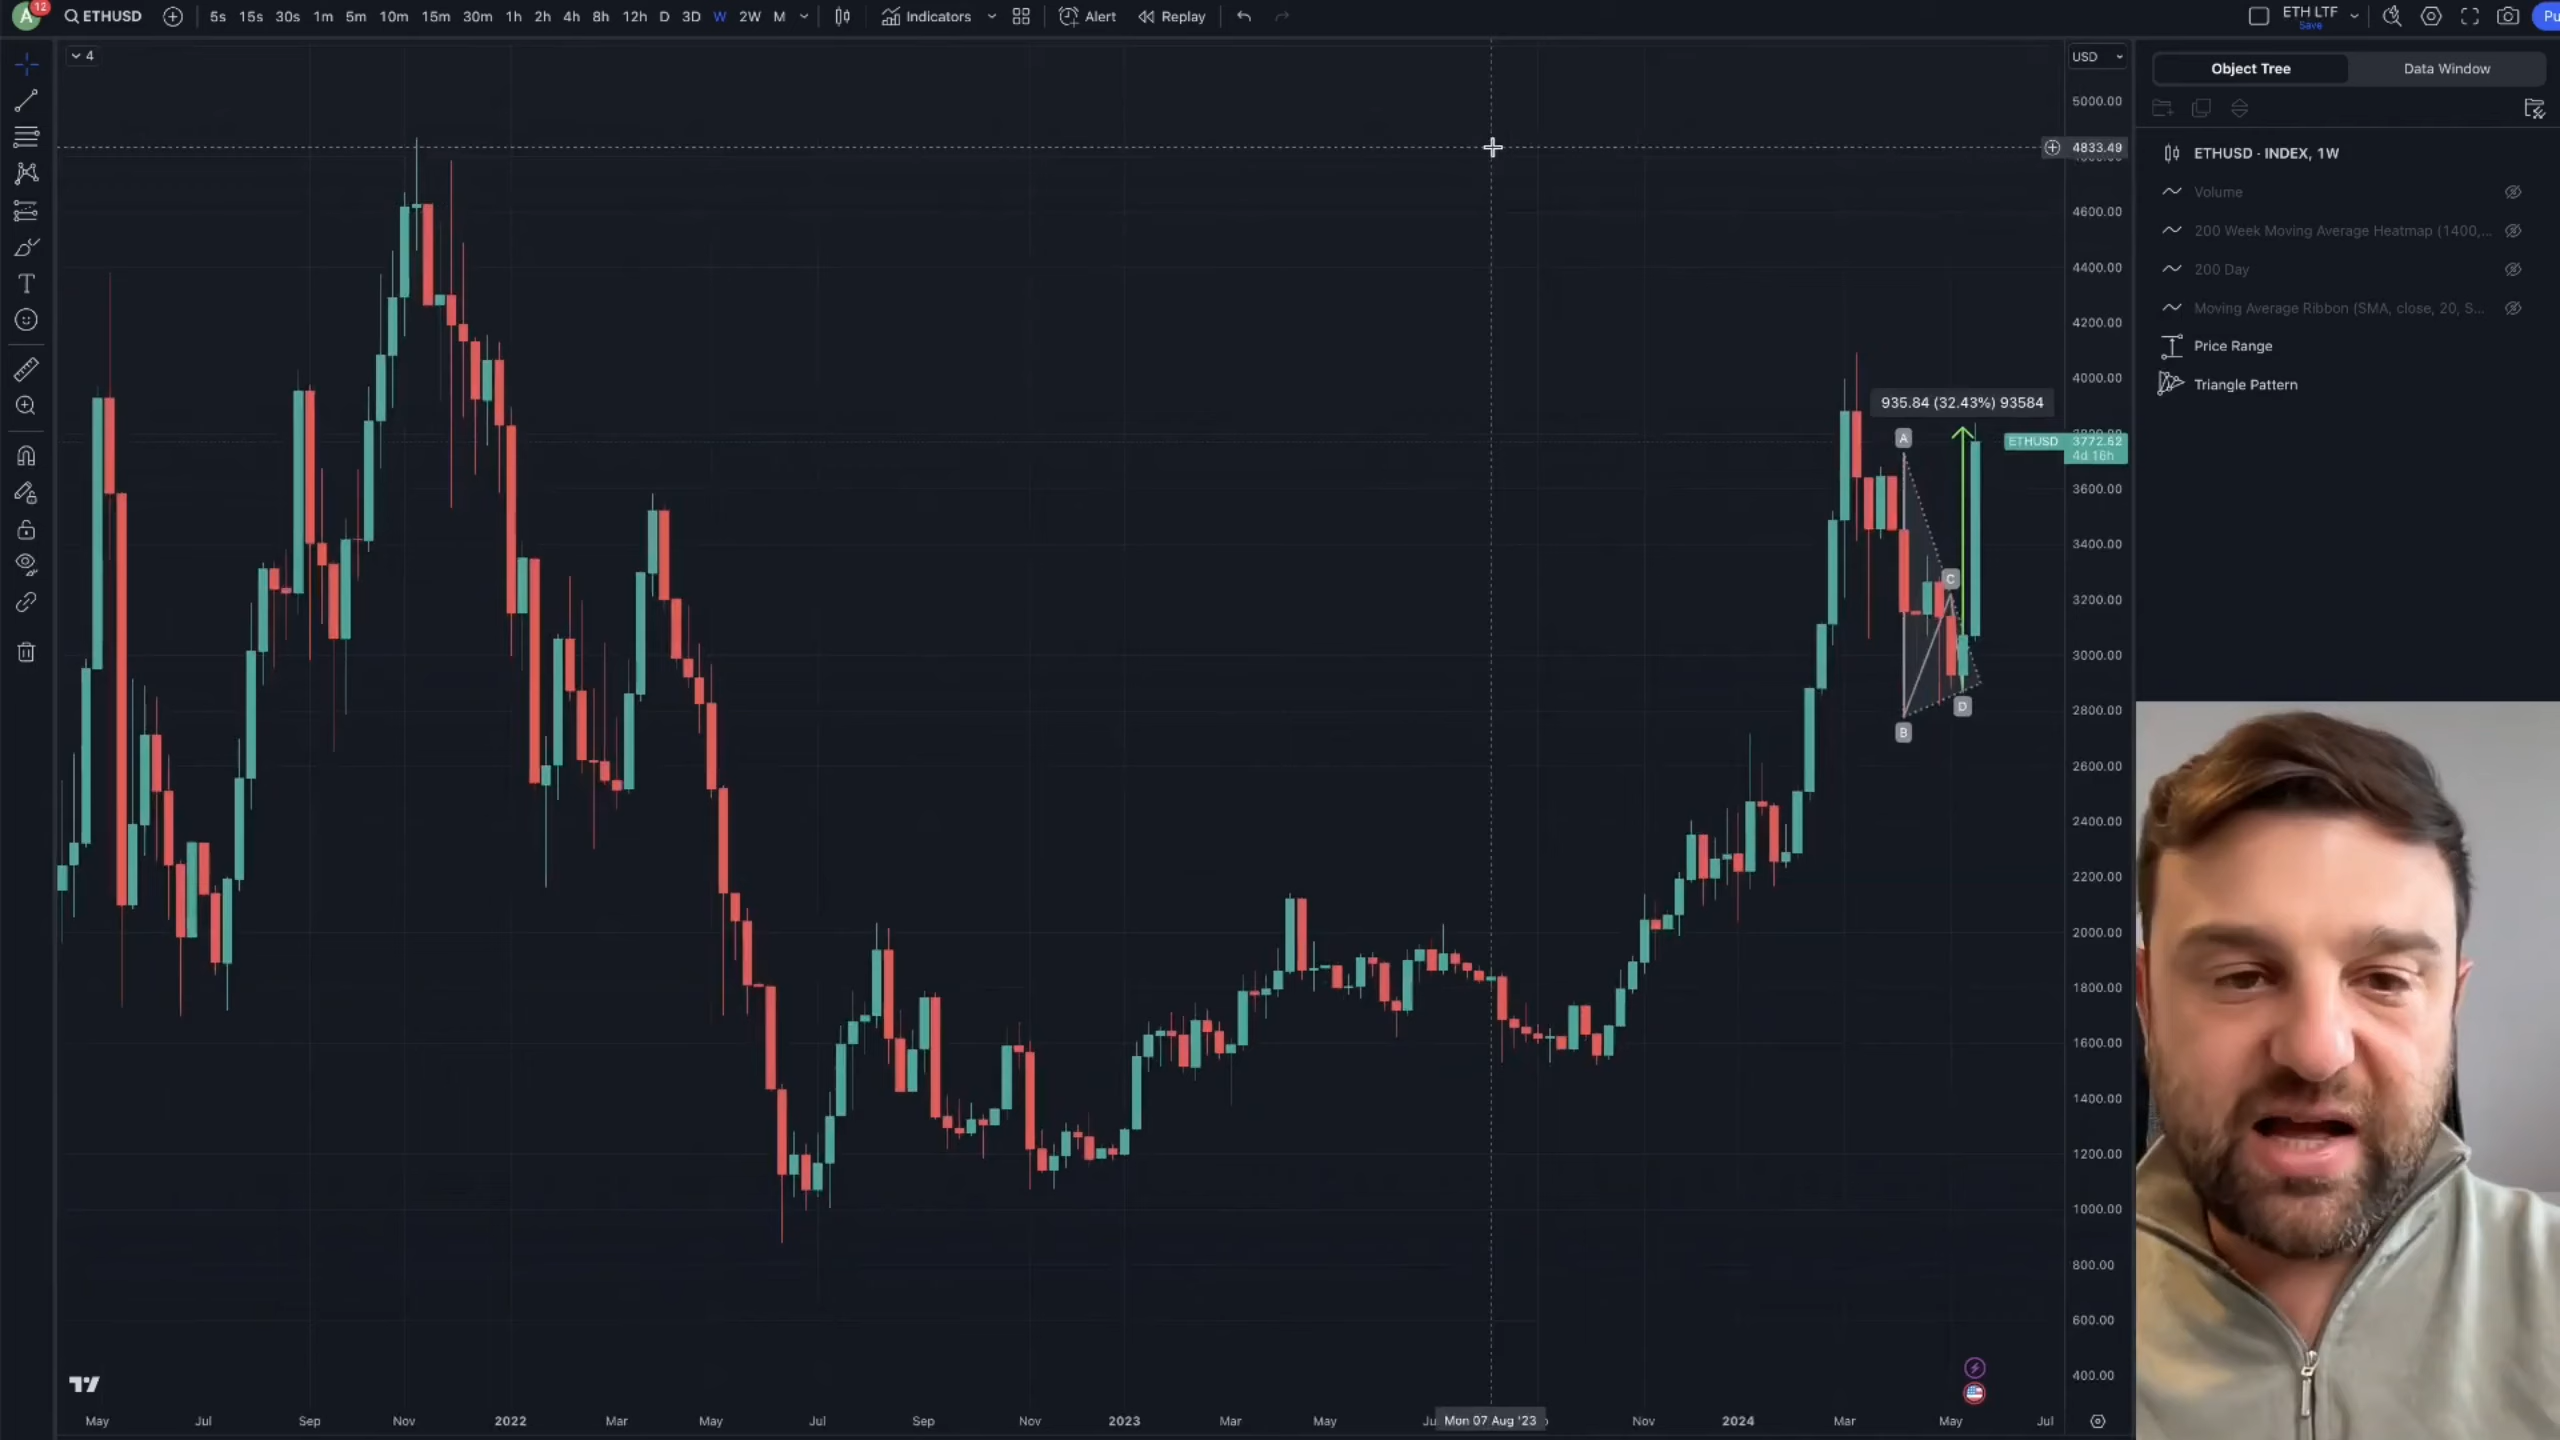 A 12 ETHUSD 5s 15s 30s 1m 5m 10m 15m 30m 1h 2h 4h 8h 12h D 3D W 2W M Indicators Alert Replay ETH LTF
Save
4
USD
5000.00
4833.49
4600.00
4400.00
4200.00
4000.00
935.84 (32.43%) 93584
A
ETHUSD 3772.62
4d 16h
3600.00
3400.00
C
3200.00
3000.00
D
2800.00
B
2600.00
2400.00
2200.00
2000.00
1800.00
1600.00
1400.00
1200.00
1000.00
800.00
600.00
400.00
May Jul Sep Nov 2022 Mar May Jul Sep Nov 2023 Mar May Mon 07 Aug '23 Nov 2024 Mar May Jul
Object Tree Data Window
ETHUSD · INDEX, 1W
Volume
200 Week Moving Average Heatmap (1400,...
200 Day
Moving Average Ribbon (SMA, close, 20, S...
Price Range
Triangle Pattern